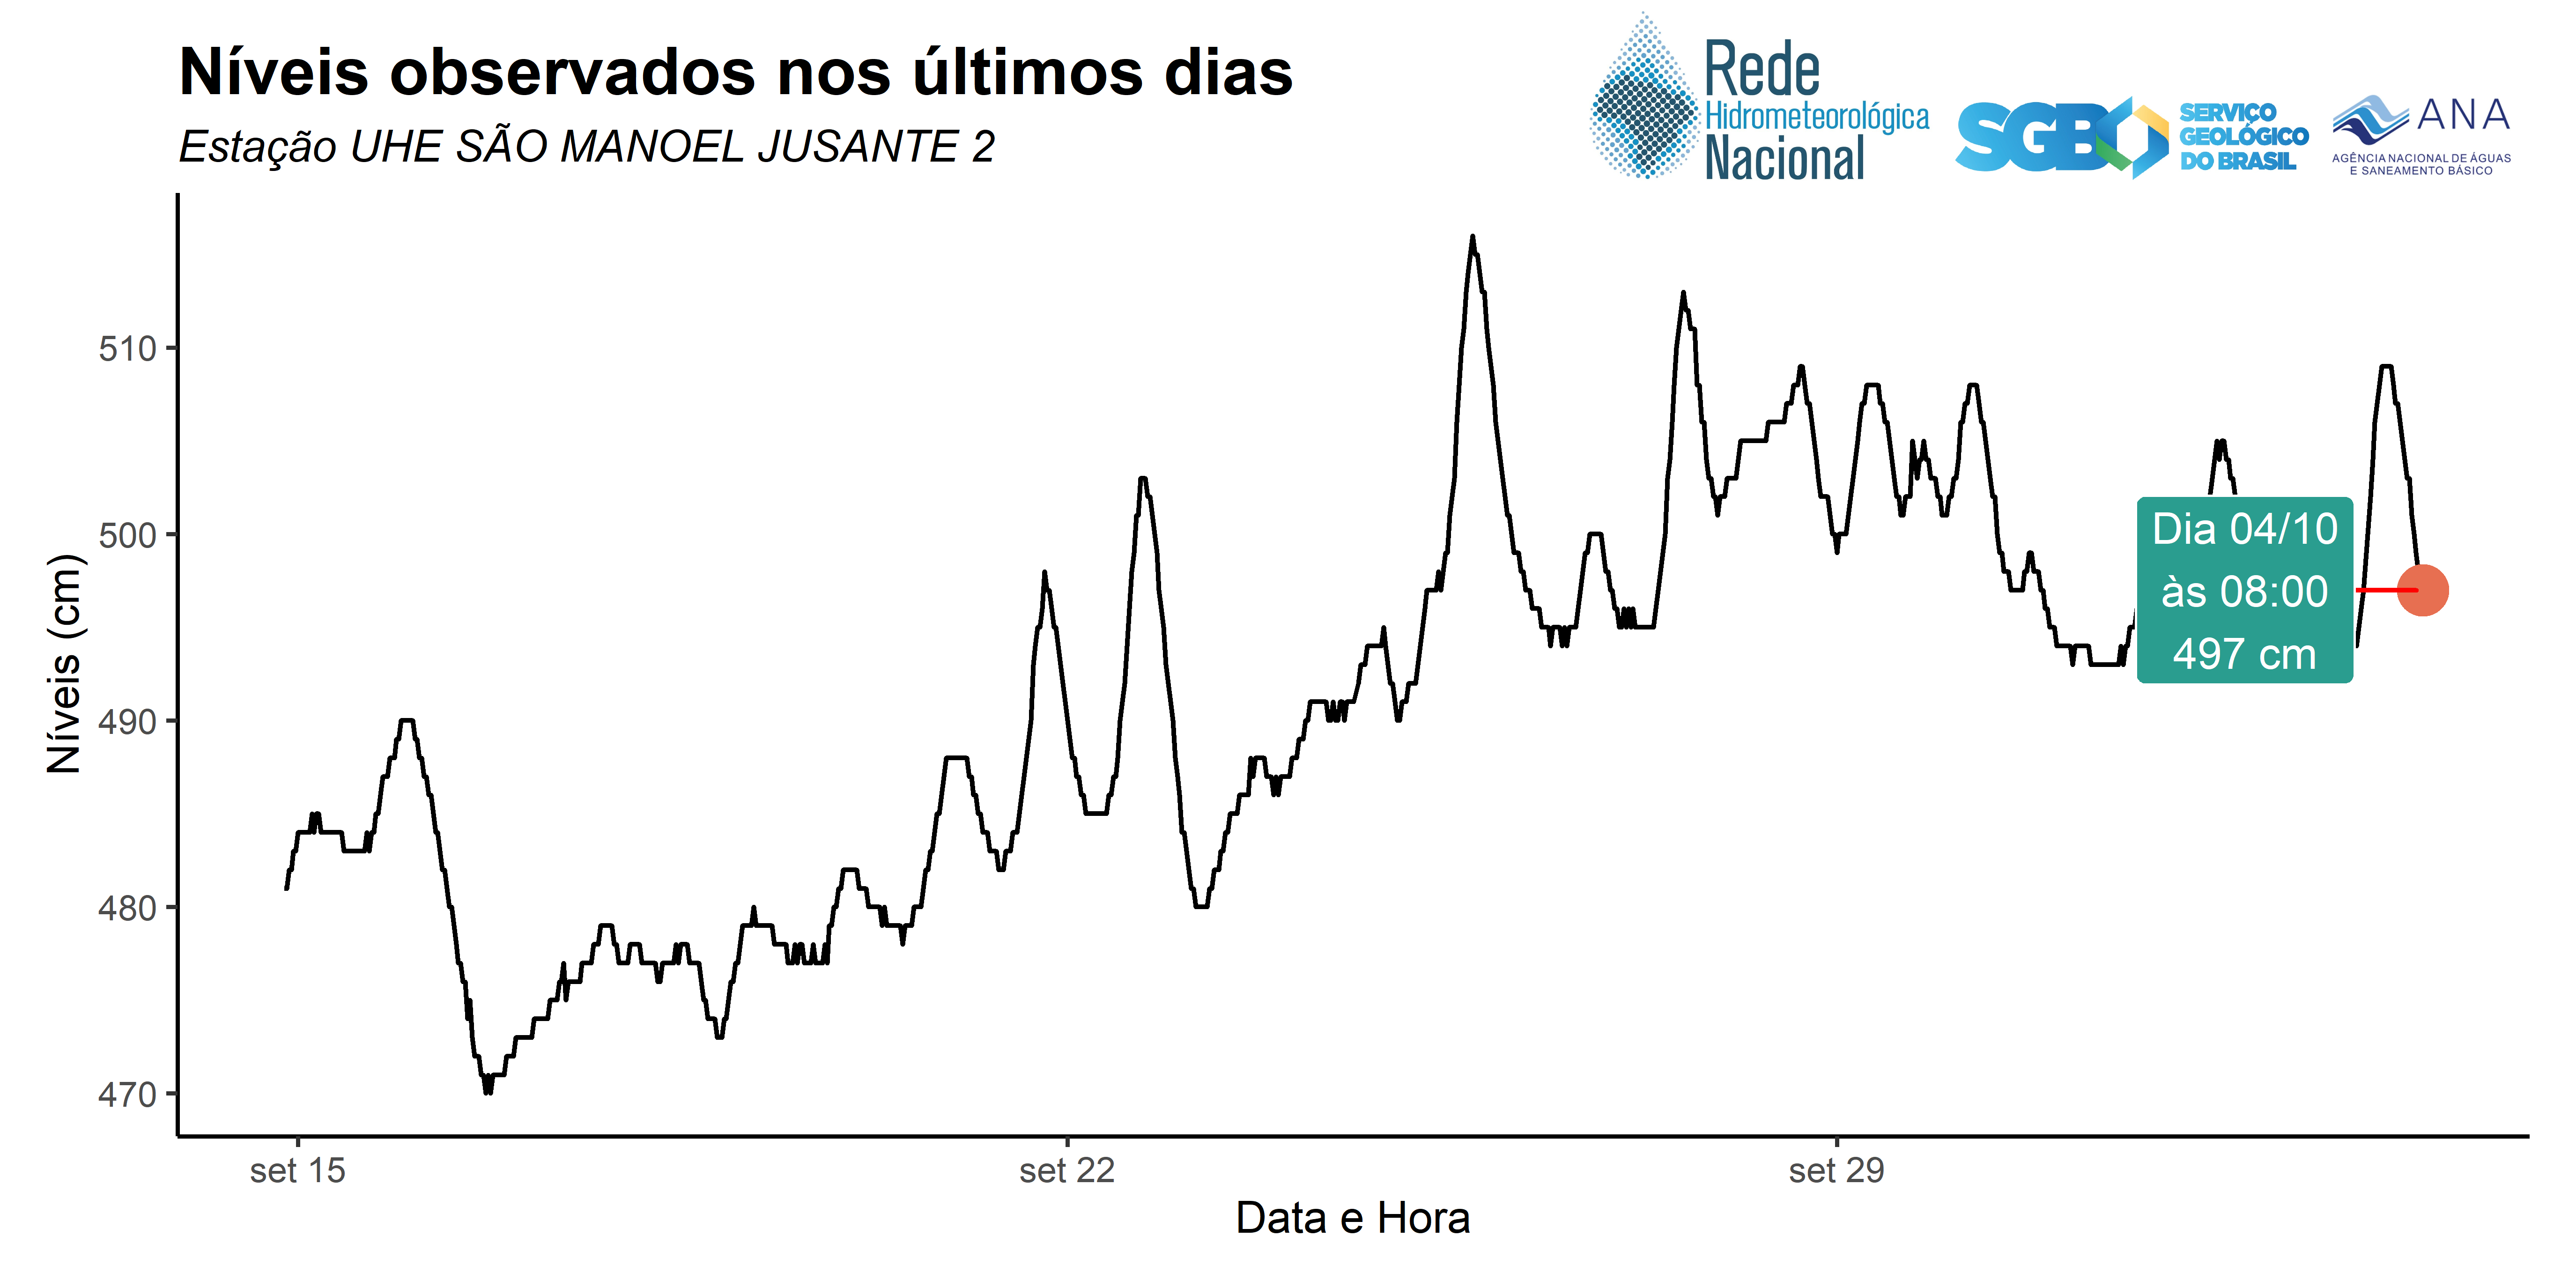 Níveis observados nos últimos dias
Estação UHE SÃO MANOEL JUSANTE 2
Rede
Hidrometeorológica
Nacional
SGB
SERVIÇO
GEOLÓGICO
DO BRASIL
ANA
AGÊNCIA NACIONAL DE ÁGUAS
E SANEAMENTO BÁSICO
Níveis (cm)
510
500
490
480
470
Dia 04/10
às 08:00
497 cm
set 15
set 22
set 29
Data e Hora